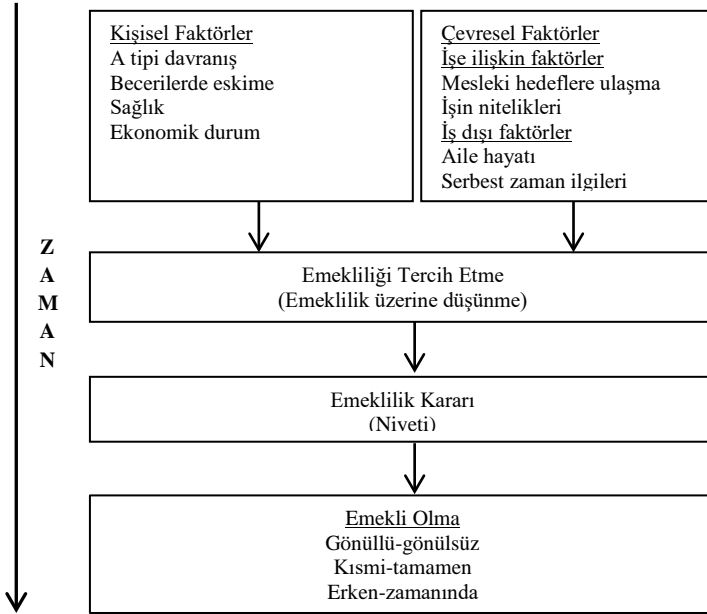 Kişisel Faktörler
A tipi davranış
Becerilerde eskime
Sağlık
Ekonomik durum
Çevresel Faktörler
İşe ilişkin faktörler
Mesleki hedeflere ulaşma
İşin nitelikleri
İş dışı faktörler
Aile hayatı
Serbest zaman ilgileri
Z
A
M
A
N
Emekliliği Tercih Etme
(Emeklilik üzerine düşünme)
Emeklilik Kararı
(Niyeti)
Emekli Olma
Gönüllü-gönülsüz
Kısmi-tamamen
Erken-zamanında